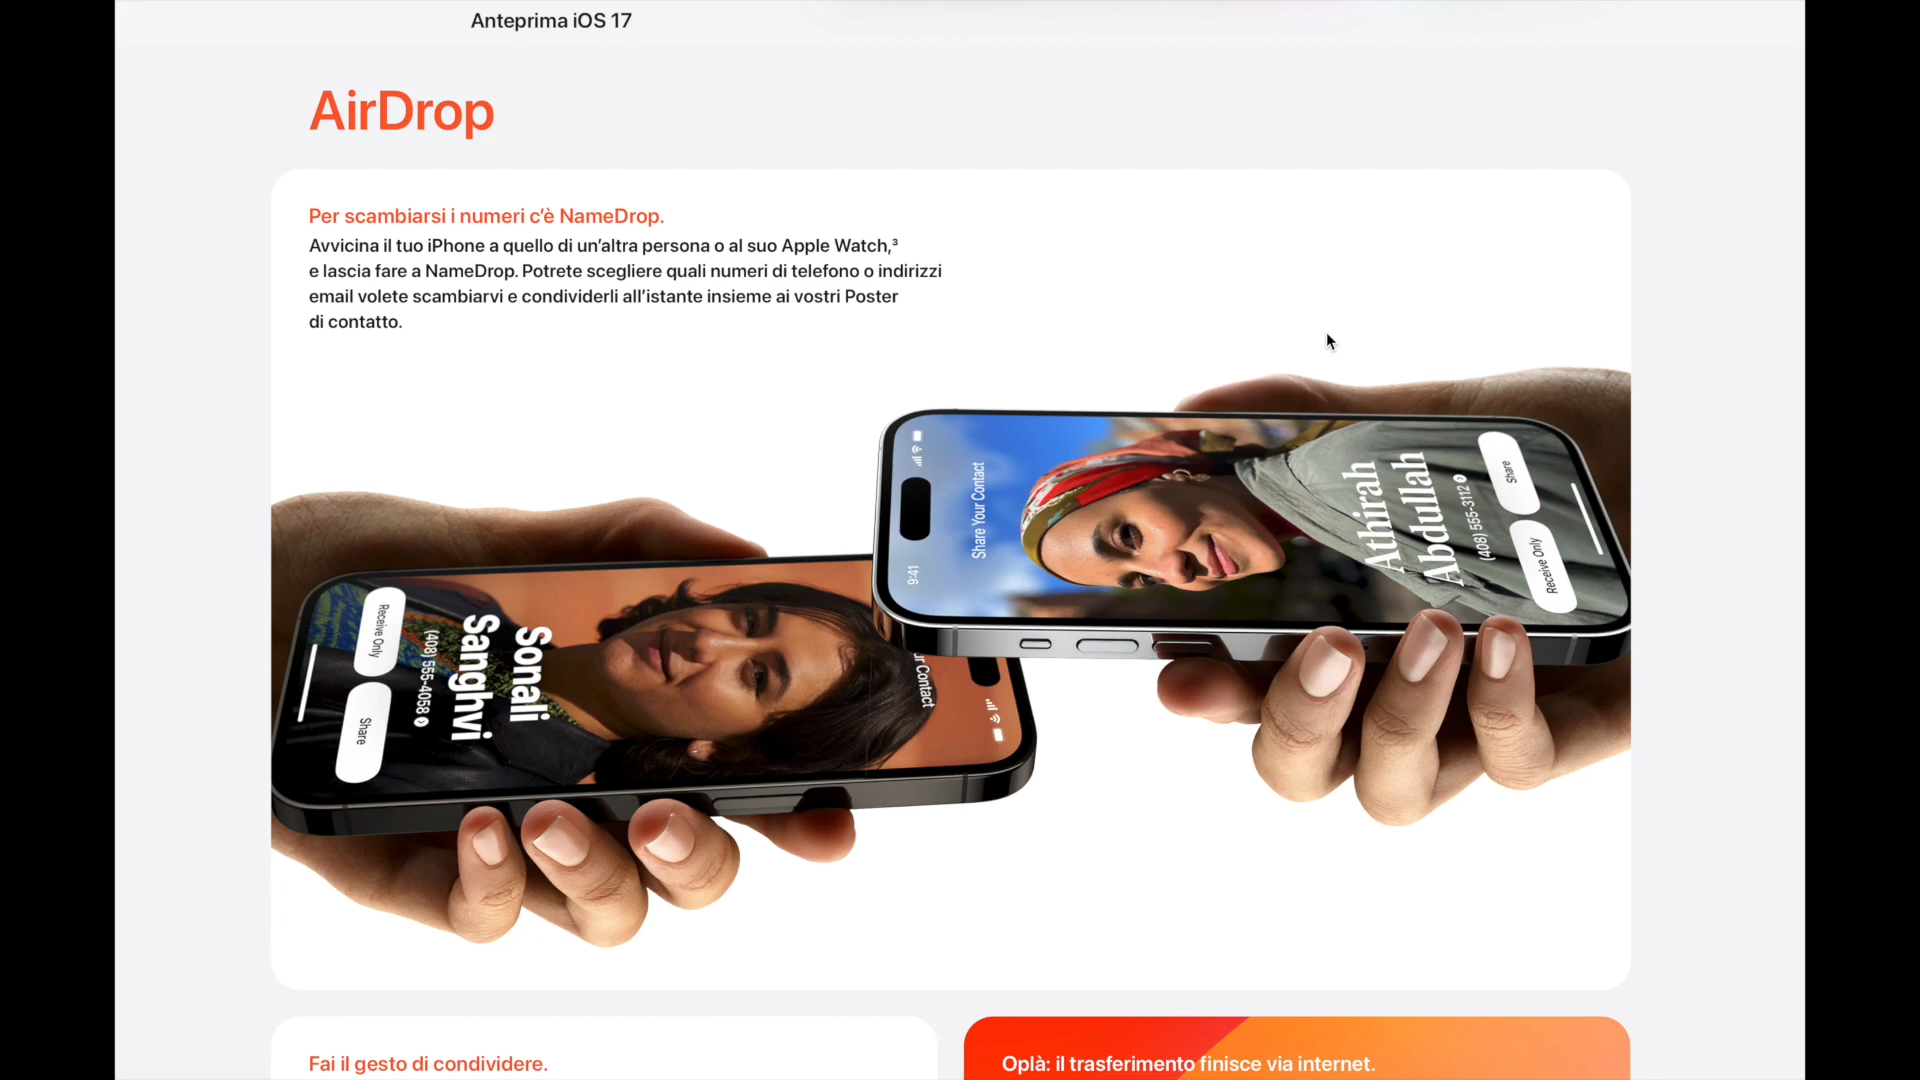 Anteprima iOS 17
AirDrop
Per scambiarsi i numeri c’è NameDrop.
Avvicina il tuo iPhone a quello di un’altra persona o al suo Apple Watch,³
e lascia fare a NameDrop. Potrete scegliere quali numeri di telefono o indirizzi
email volete scambiarvi e condividerli all’istante insieme ai vostri Poster
di contatto.
9:41
Share Your Contact
Athirah
Abdullah
(408) 555-3112
Receive Only
Share
Contact
Sonali
Sanghvi
(408) 555-4058
Receive Only
Share
Fai il gesto di condividere.
Oplà: il trasferimento finisce via internet.